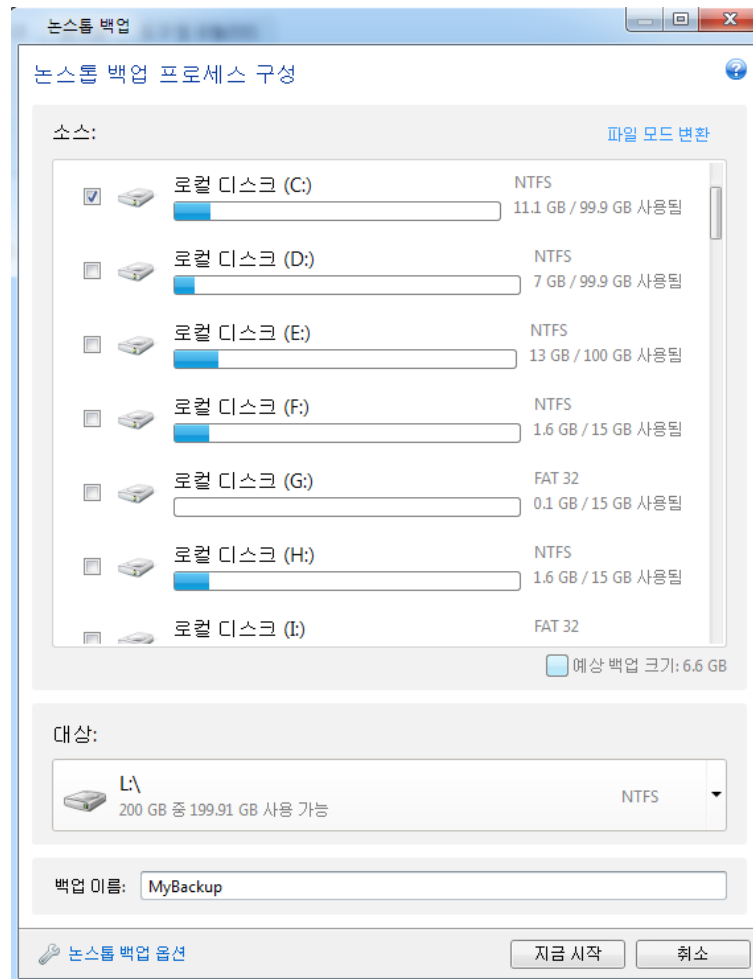 논스톱 백업
논스톱 백업 프로세스 구성
소스:
파일 모드 변환
로컬 디스크 (C:)
NTFS
11.1 GB / 99.9 GB 사용됨
로컬 디스크 (D:)
NTFS
7 GB / 99.9 GB 사용됨
로컬 디스크 (E:)
NTFS
13 GB / 100 GB 사용됨
로컬 디스크 (F:)
NTFS
1.6 GB / 15 GB 사용됨
로컬 디스크 (G:)
FAT 32
0.1 GB / 15 GB 사용됨
로컬 디스크 (H:)
NTFS
1.6 GB / 15 GB 사용됨
로컬 디스크 (I:)
FAT 32
예상 백업 크기: 6.6 GB
대상:
L:\
200 GB 중 199.91 GB 사용 가능
NTFS
백업 이름: MyBackup
논스톱 백업 옵션
지금 시작
취소